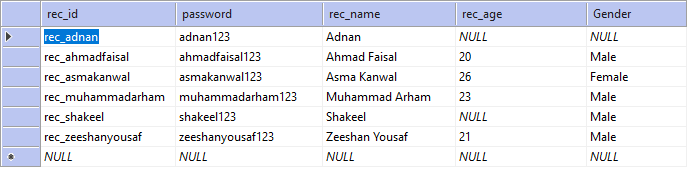 rec_id password rec_name rec_age Gender
rec_adnan adnan123 Adnan NULL NULL
rec_ahmadfaisal ahmadfaisal123 Ahmad Faisal 20 Male
rec_asmakanwal asmakanwal123 Asma Kanwal 26 Female
rec_muhammadarham muhammadarham123 Muhammad Arham 23 Male
rec_shakeel shakeel123 Shakeel NULL Male
rec_zeeshanyousaf zeeshanyousaf123 Zeeshan Yousaf 21 Male
NULL NULL NULL NULL NULL